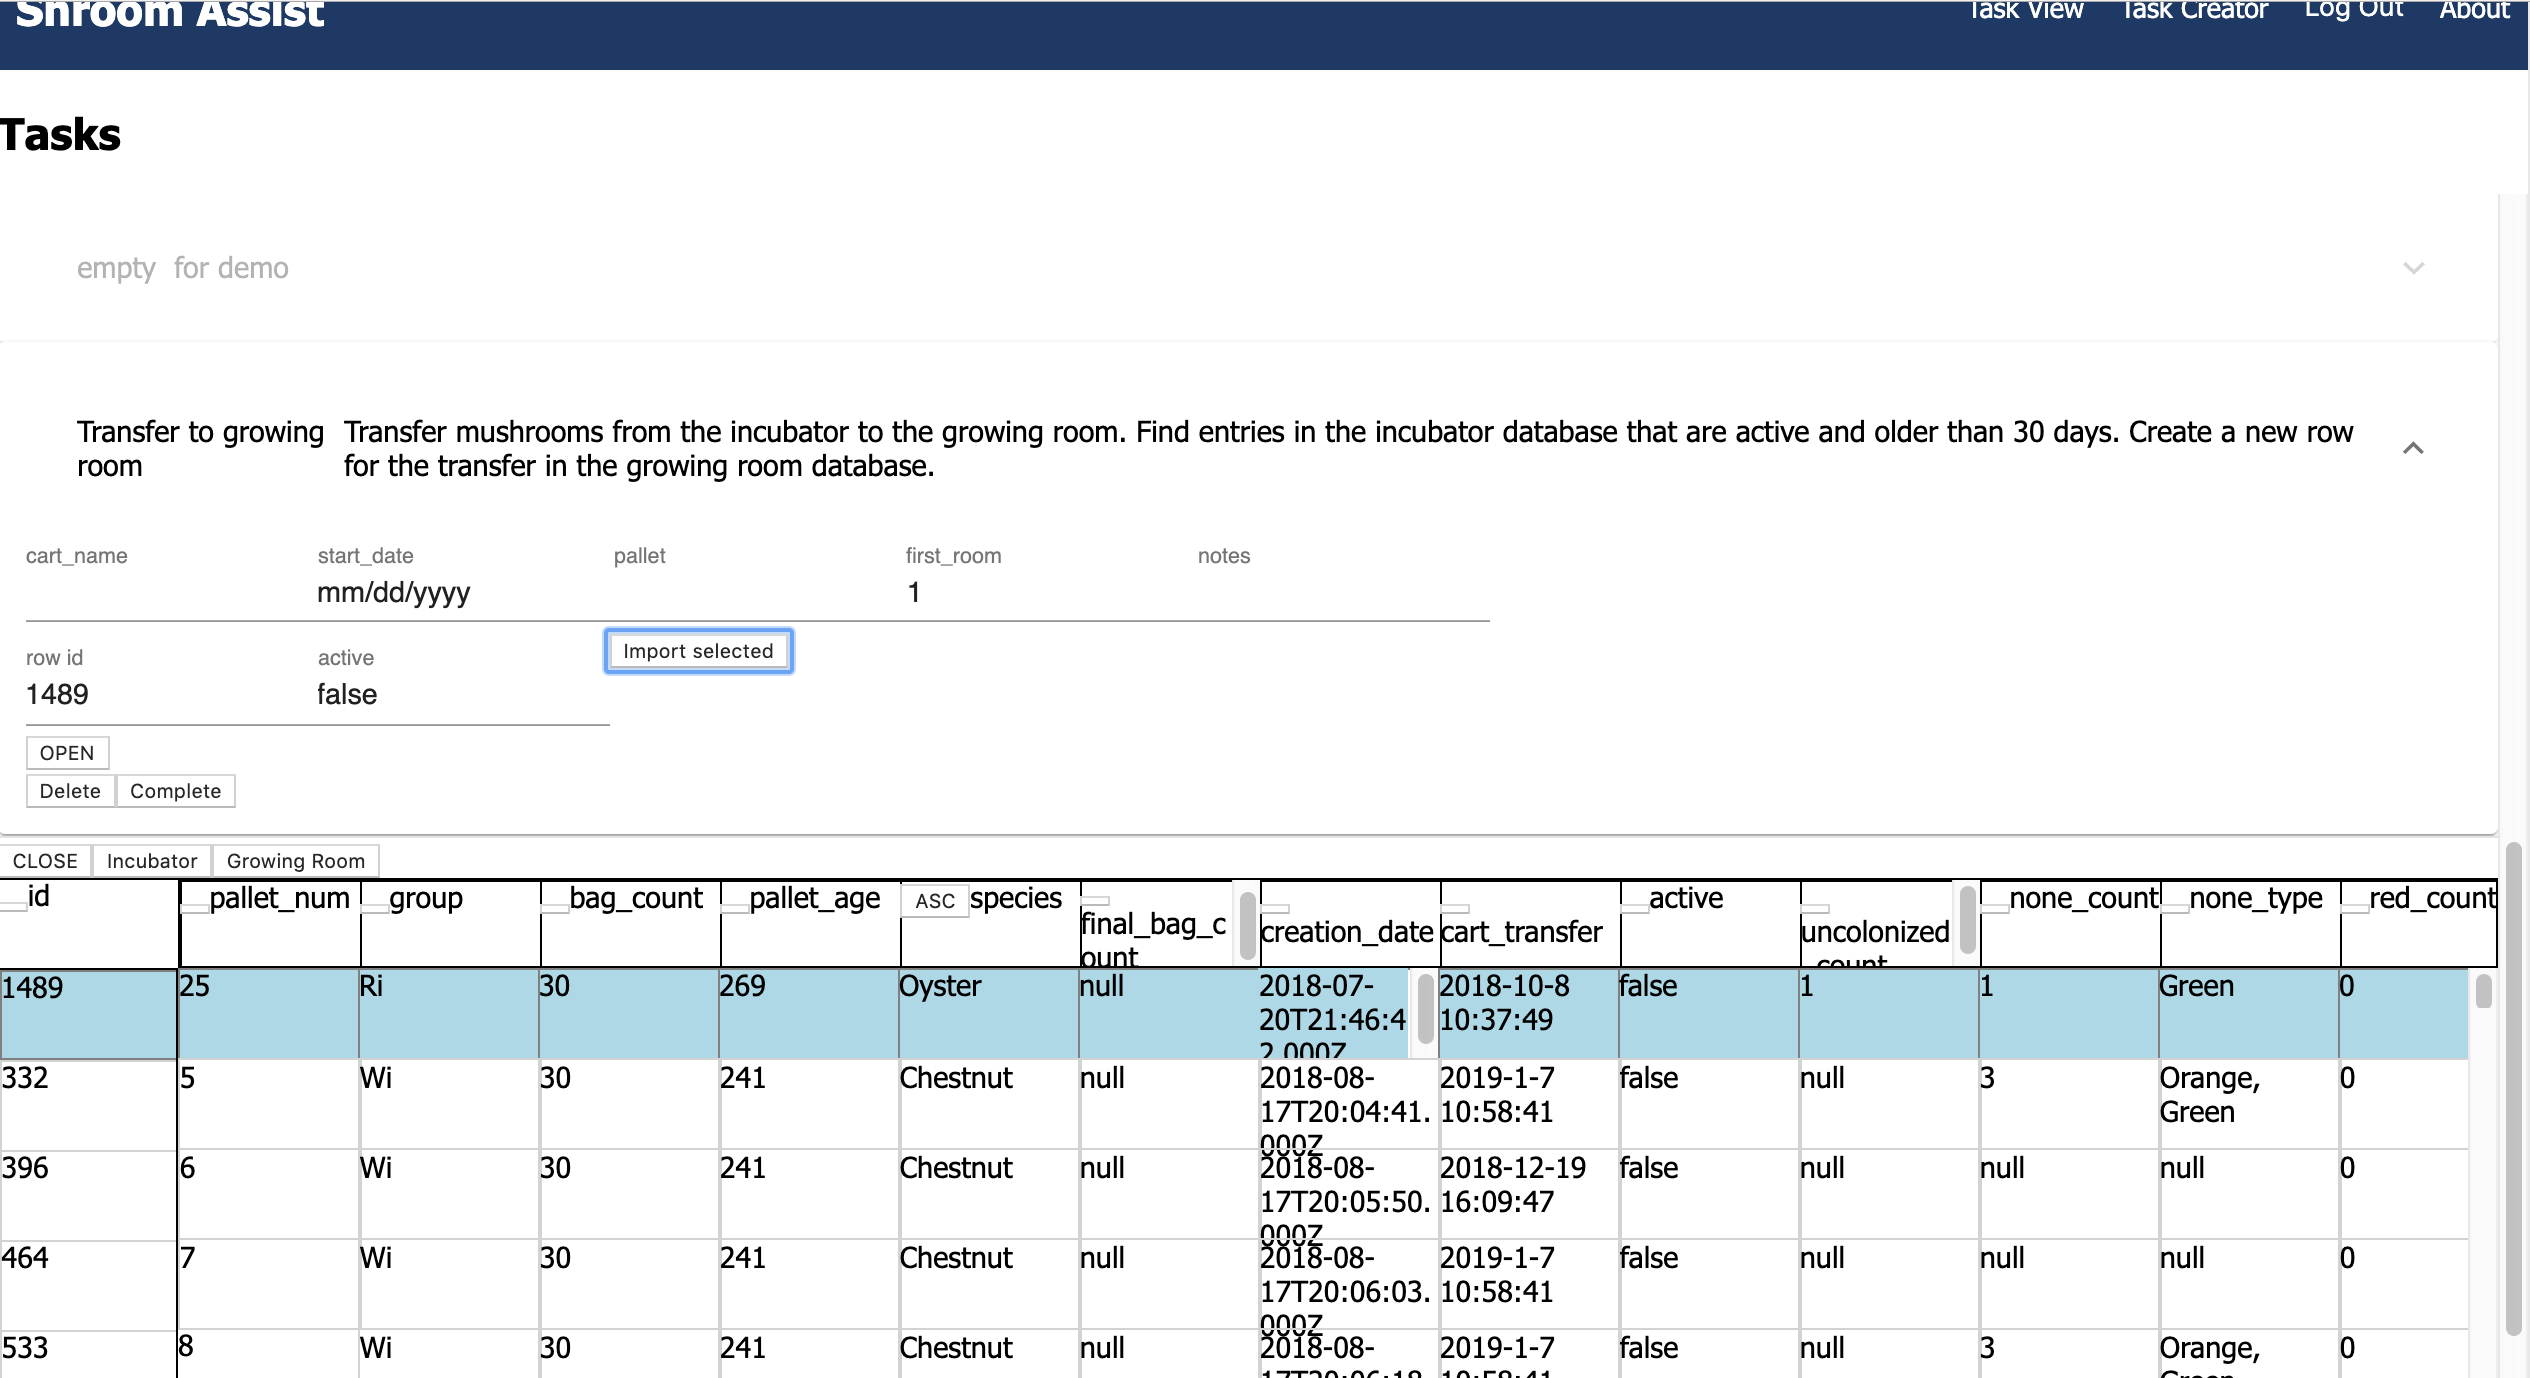 Shroom Assist Task View Task Creator Log Out About
Tasks
empty for demo
Transfer to growing room
Transfer mushrooms from the incubator to the growing room. Find entries in the incubator database that are active and older than 30 days. Create a new row
for the transfer in the growing room database.
cart_name start_date pallet first_room notes
mm/dd/yyyy 1
row id active Import selected
1489 false
OPEN
Delete Complete
CLOSE Incubator Growing Room
id pallet_num group bag_count pallet_age ASC species final_bag_count creation_date cart_transfer active uncolonized_count none_count none_type red_count
1489 25 Ri 30 269 Oyster null 2018-07-20T21:46:42.000Z 2018-10-8 10:37:49 false 1 1 Green 0
332 5 Wi 30 241 Chestnut null 2018-08-17T20:04:41.000Z 2019-1-7 10:58:41 false null 3 Orange, Green 0
396 6 Wi 30 241 Chestnut null 2018-08-17T20:05:50.000Z 2018-12-19 16:09:47 false null null null 0
464 7 Wi 30 241 Chestnut null 2018-08-17T20:06:03.000Z 2019-1-7 10:58:41 false null null null 0
533 8 Wi 30 241 Chestnut null 2018-08-17T20:06:18 2019-1-7 10:58:41 false null 3 Orange, Green 0